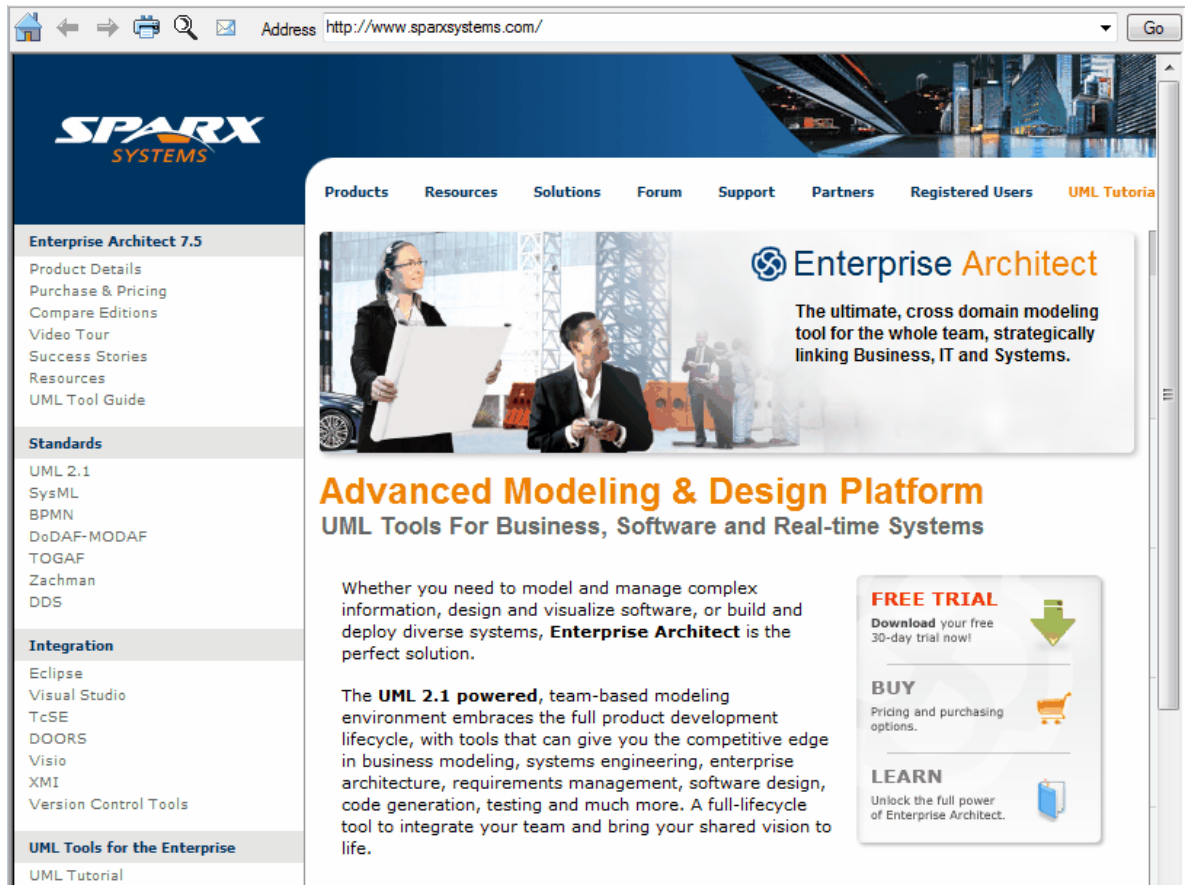 Address http://www.sparxsystems.com/ Go
SPARX
SYSTEMS
Products Resources Solutions Forum Support Partners Registered Users UML Tutoria
Enterprise Architect 7.5
Product Details
Purchase & Pricing
Compare Editions
Video Tour
Success Stories
Resources
UML Tool Guide
Standards
UML 2.1
SysML
BPMN
DoDAF-MODAF
TOGAF
Zachman
DDS
Integration
Eclipse
Visual Studio
TcSE
DOORS
Visio
XMI
Version Control Tools
UML Tools for the Enterprise
UML Tutorial
Enterprise Architect
The ultimate, cross domain modeling
tool for the whole team, strategically
linking Business, IT and Systems.
Advanced Modeling & Design Platform
UML Tools For Business, Software and Real-time Systems
Whether you need to model and manage complex
information, design and visualize software, or build and
deploy diverse systems, Enterprise Architect is the
perfect solution.
The UML 2.1 powered, team-based modeling
environment embraces the full product development
lifecycle, with tools that can give you the competitive edge
in business modeling, systems engineering, enterprise
architecture, requirements management, software design,
code generation, testing and much more. A full-lifecycle
tool to integrate your team and bring your shared vision to
life.
FREE TRIAL
Download your free
30-day trial now!
BUY
Pricing and purchasing
options.
LEARN
Unlock the full power
of Enterprise Architect.